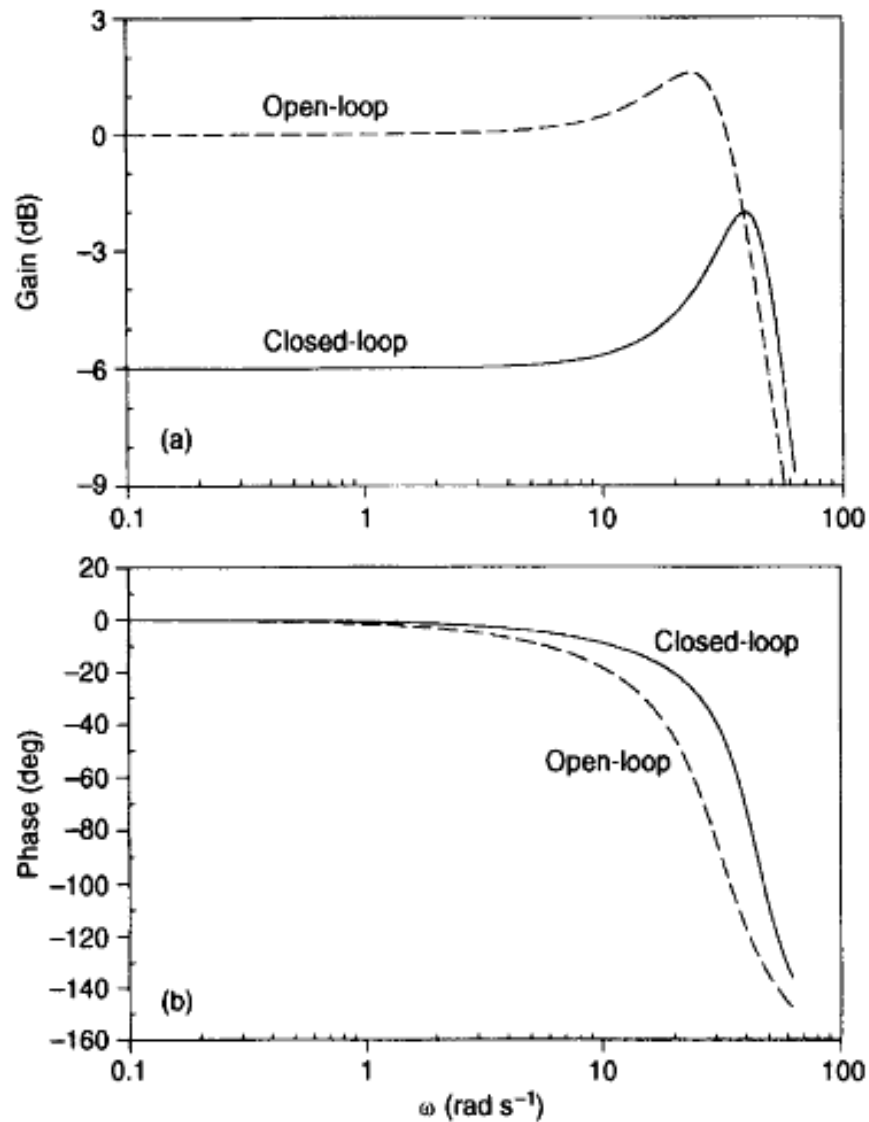 3
Open-loop
0
Gain (dB)
−3
Closed-loop
−6
(a)
−9
0.1 1 10 100
20
0
Closed-loop
−20
−40
Open-loop
−60
Phase (deg)
−80
−100
−120
−140
(b)
−160
0.1 1 10 100
ω (rad s⁻¹)